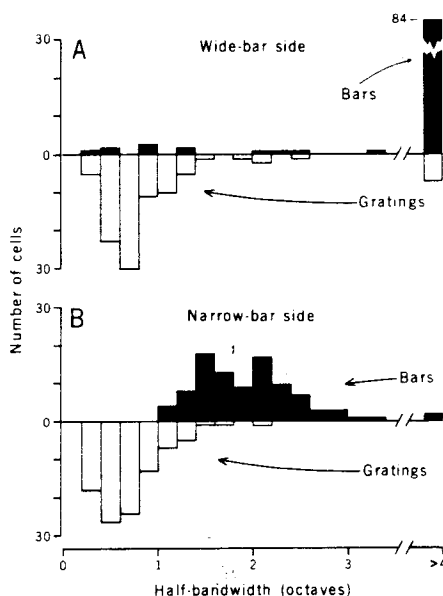 84
30
A
Wide-bar side
Bars
0
Gratings
30
Number of cells
30
B
Narrow-bar side
Bars
0
Gratings
30
0 1 2 3 >4
Half-bandwidth (octaves)